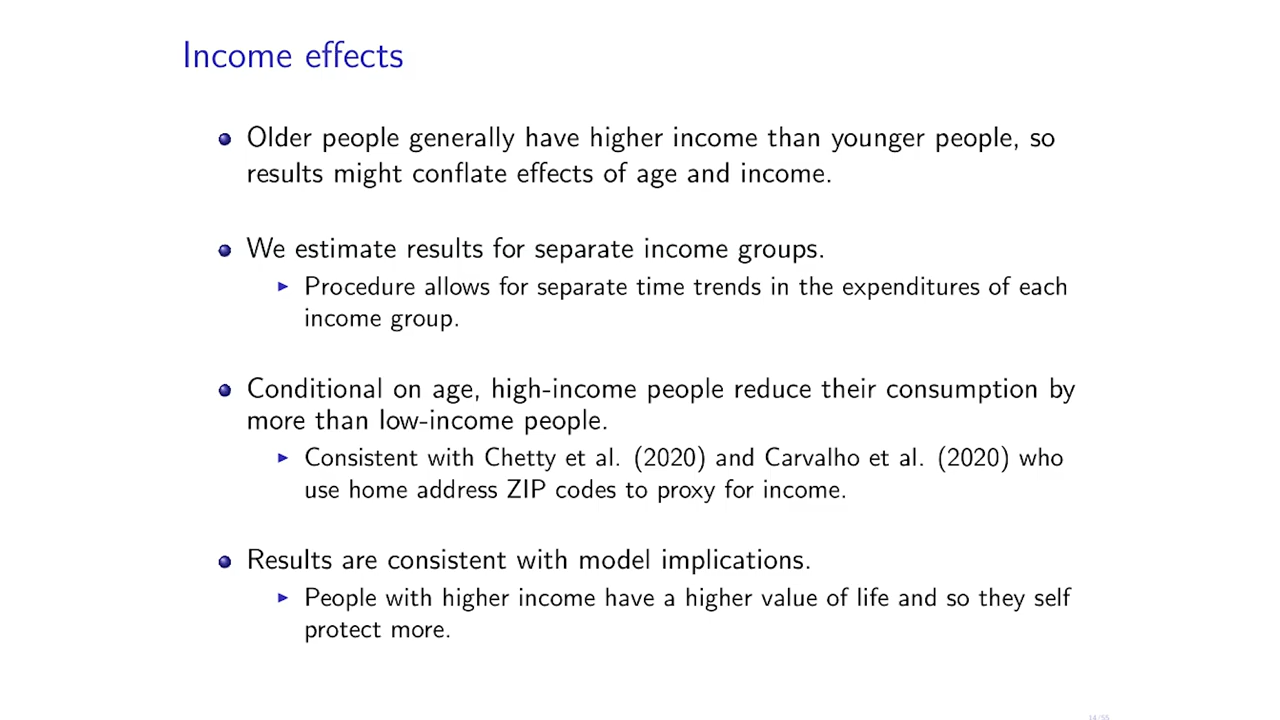 Income effects
Older people generally have higher income than younger people, so
results might conflate effects of age and income.
We estimate results for separate income groups.
Procedure allows for separate time trends in the expenditures of each
income group.
Conditional on age, high-income people reduce their consumption by
more than low-income people.
Consistent with Chetty et al. (2020) and Carvalho et al. (2020) who
use home address ZIP codes to proxy for income.
Results are consistent with model implications.
People with higher income have a higher value of life and so they self
protect more.
14/55